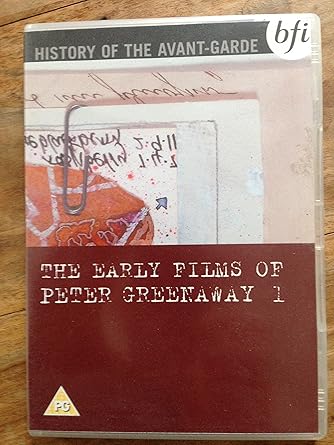 HISTORY OF THE AVANT-GARDE
bfi
THE EARLY FILMS OF
PETER GREENAWAY 1
PG